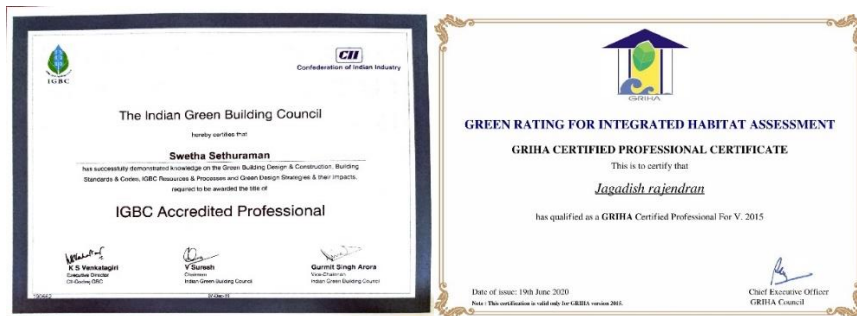 IGBC
CII
Confederation of Indian Industry
The Indian Green Building Council
hereby certifies that
Swetha Sethuraman
has successfully demonstrated knowledge on the Green Building Design & Construction, Building
Standards & Codes, IGBC Resources & Processes and Green Design Strategies & their impacts,
required to be awarded the title of
IGBC Accredited Professional
K S Venkatagiri
Executive Director
CII-Godrej GBC
V Suresh
Chairman
Indian Green Building Council
Gurmit Singh Arora
Vice-Chairman
Indian Green Building Council
GRIHA
GREEN RATING FOR INTEGRATED HABITAT ASSESSMENT
GRIHA CERTIFIED PROFESSIONAL CERTIFICATE
This is to certify that
Jagadish rajendran
has qualified as a GRIHA Certified Professional For V. 2015
Date of issue: 19th June 2020
Note : This certification is valid only for GRIHA version 2015.
Chief Executive Officer
GRIHA Council